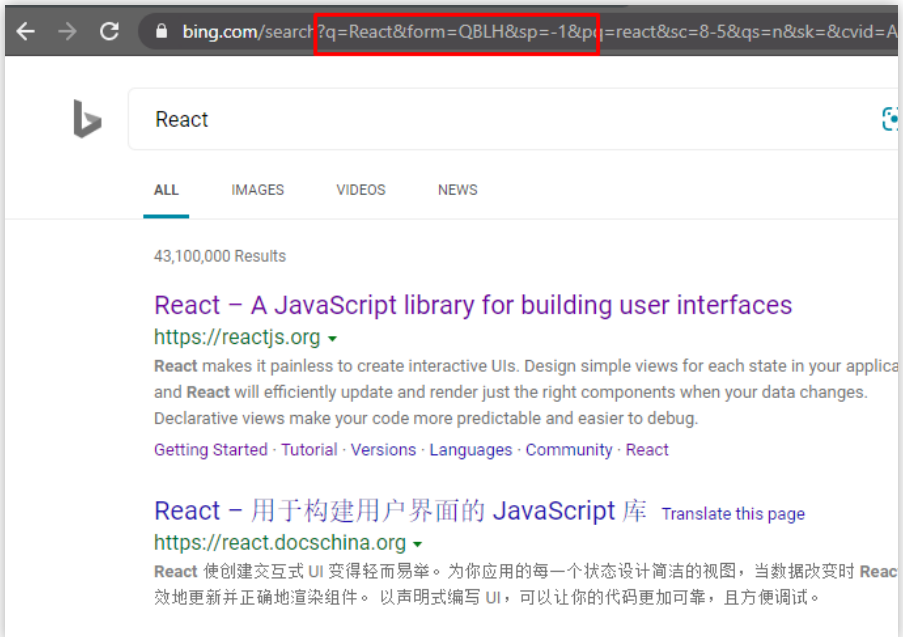 bing.com/search?q=React&form=QBLH&sp=-1&pq=react&sc=8-5&qs=n&sk=&cvid=A
React
ALL IMAGES VIDEOS NEWS
43,100,000 Results
React – A JavaScript library for building user interfaces
https://reactjs.org
React makes it painless to create interactive UIs. Design simple views for each state in your applica
and React will efficiently update and render just the right components when your data changes.
Declarative views make your code more predictable and easier to debug.
Getting Started · Tutorial · Versions · Languages · Community · React
React – 用于构建用户界面的 JavaScript 库 Translate this page
https://react.docschina.org
React 使创建交互式 UI 变得轻而易举。为你应用的每一个状态设计简洁的视图，当数据改变时 Reac
效地更新并正确地渲染组件。 以声明式编写 UI，可以让你的代码更加可靠，且方便调试。